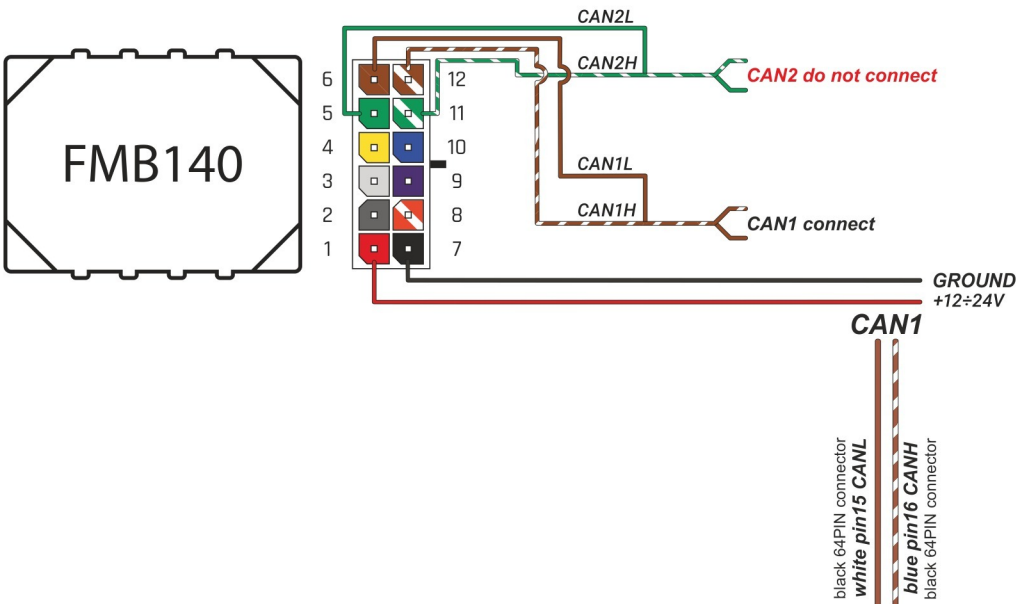 CAN2L
CAN2H
CAN2 do not connect
FMB140
6
12
5
11
4
10
3
9
2
8
1
7
CAN1L
CAN1H
CAN1 connect
GROUND
+12÷24V
CAN1
black 64PIN connector
white pin15 CANL
blue pin16 CANH
black 64PIN connector